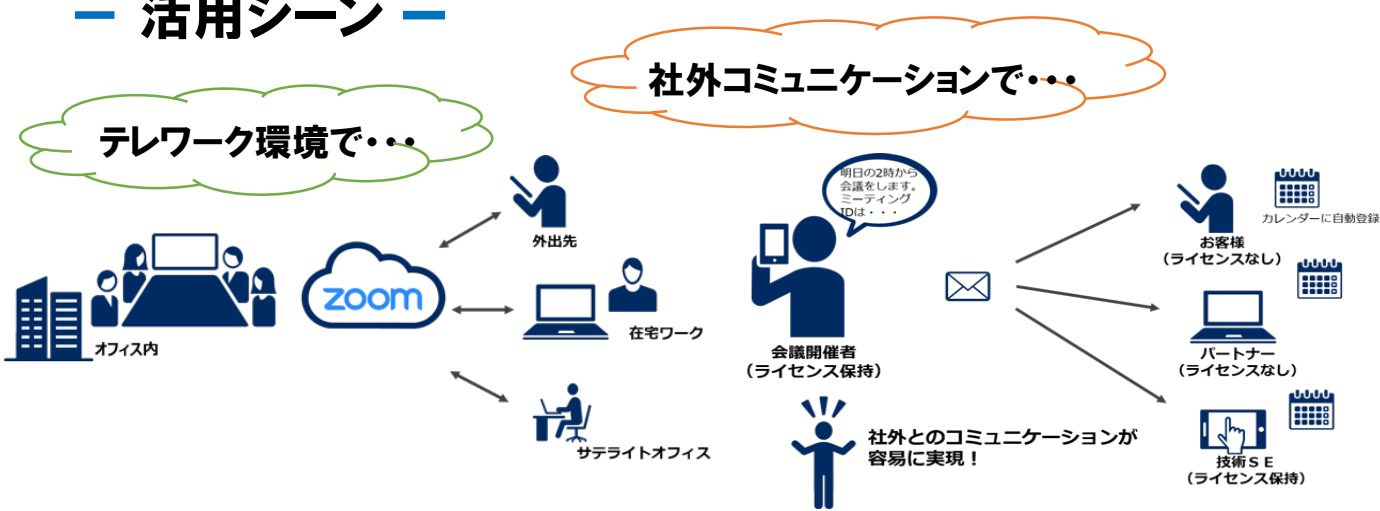 ー 活用シーン ー
テレワーク環境で・・・
オフィス内
zoom
外出先
在宅ワーク
サテライトオフィス
社外コミュニケーションで・・・
明日の2時から
会議をします。
ミーティング
IDは・・・
会議開催者
(ライセンス保持)
カレンダーに自動登録
お客様
(ライセンスなし)
パートナー
(ライセンスなし)
技術SE
(ライセンス保持)
社外とのコミュニケーションが
容易に実現!